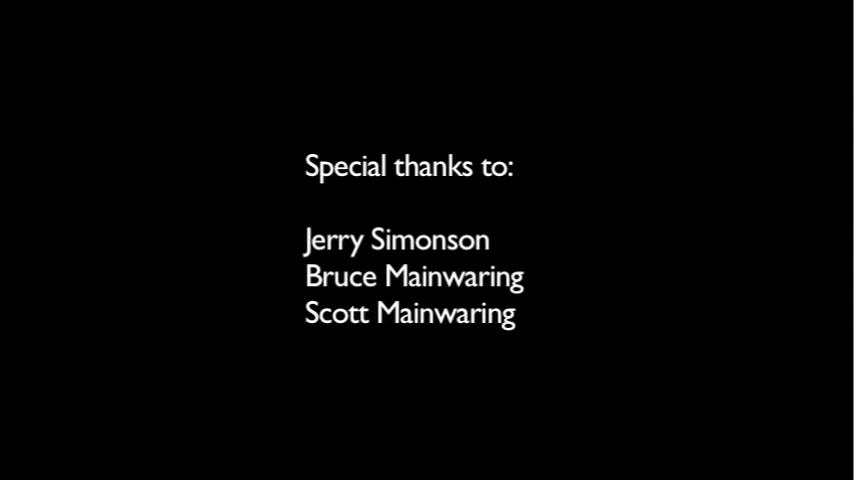 Special thanks to:
Jerry Simonson
Bruce Mainwaring
Scott Mainwaring